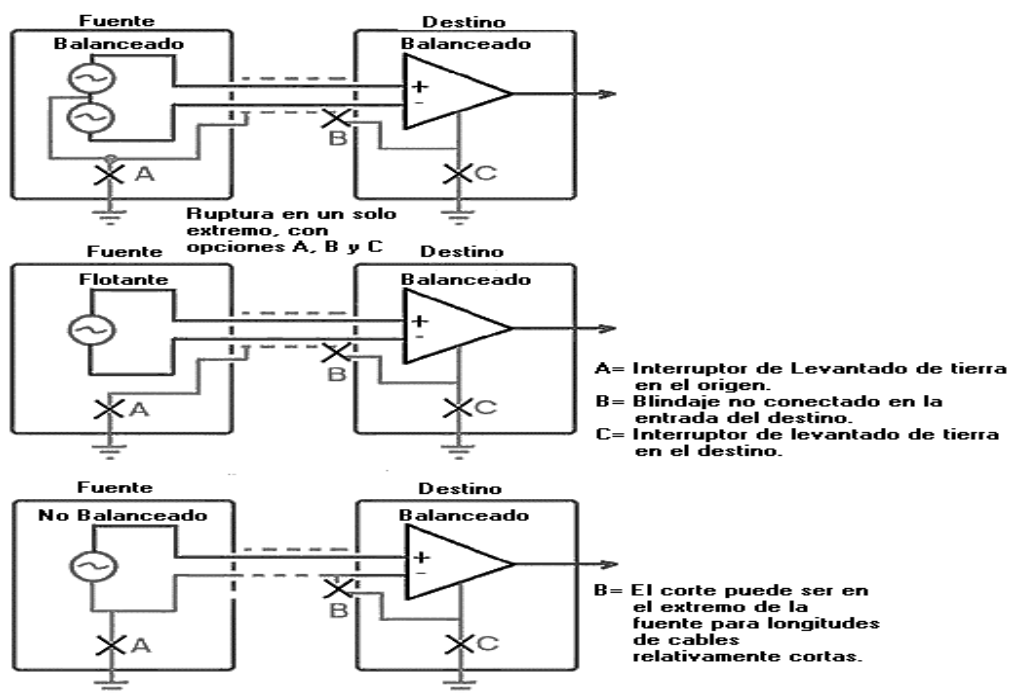 Fuente
Destino
Balanceado
Balanceado
+
-
B
A
C
Ruptura en un solo
extremo, con
opciones A, B y C
Fuente
Destino
Flotante
Balanceado
+
-
B
A
C
A= Interruptor de Levantado de tierra
en el origen.
B= Blindaje no conectado en la
entrada del destino.
C= Interruptor de levantado de tierra
en el destino.
Fuente
Destino
No Balanceado
Balanceado
+
-
B
A
C
B= El corte puede ser en
el extremo de la
fuente para longitudes
de cables
relativamente cortas.